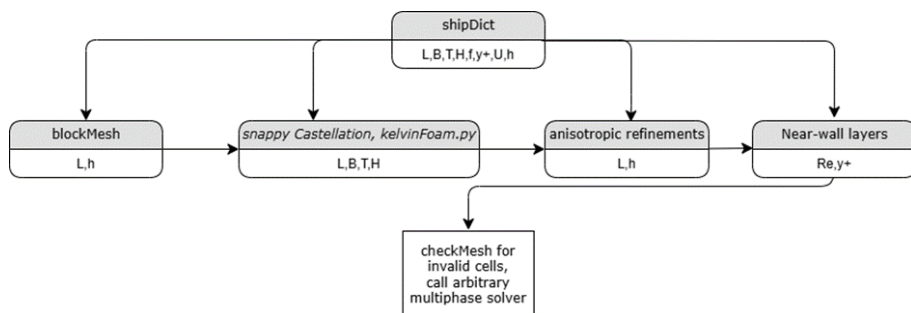 shipDict
L,B,T,H,f,y+,U,h
blockMesh
L,h
snappy Castellation, kelvinFoam.py
L,B,T,H
anisotropic refinements
L,h
Near-wall layers
Re,y+
checkMesh for
invalid cells,
call arbitrary
multiphase solver